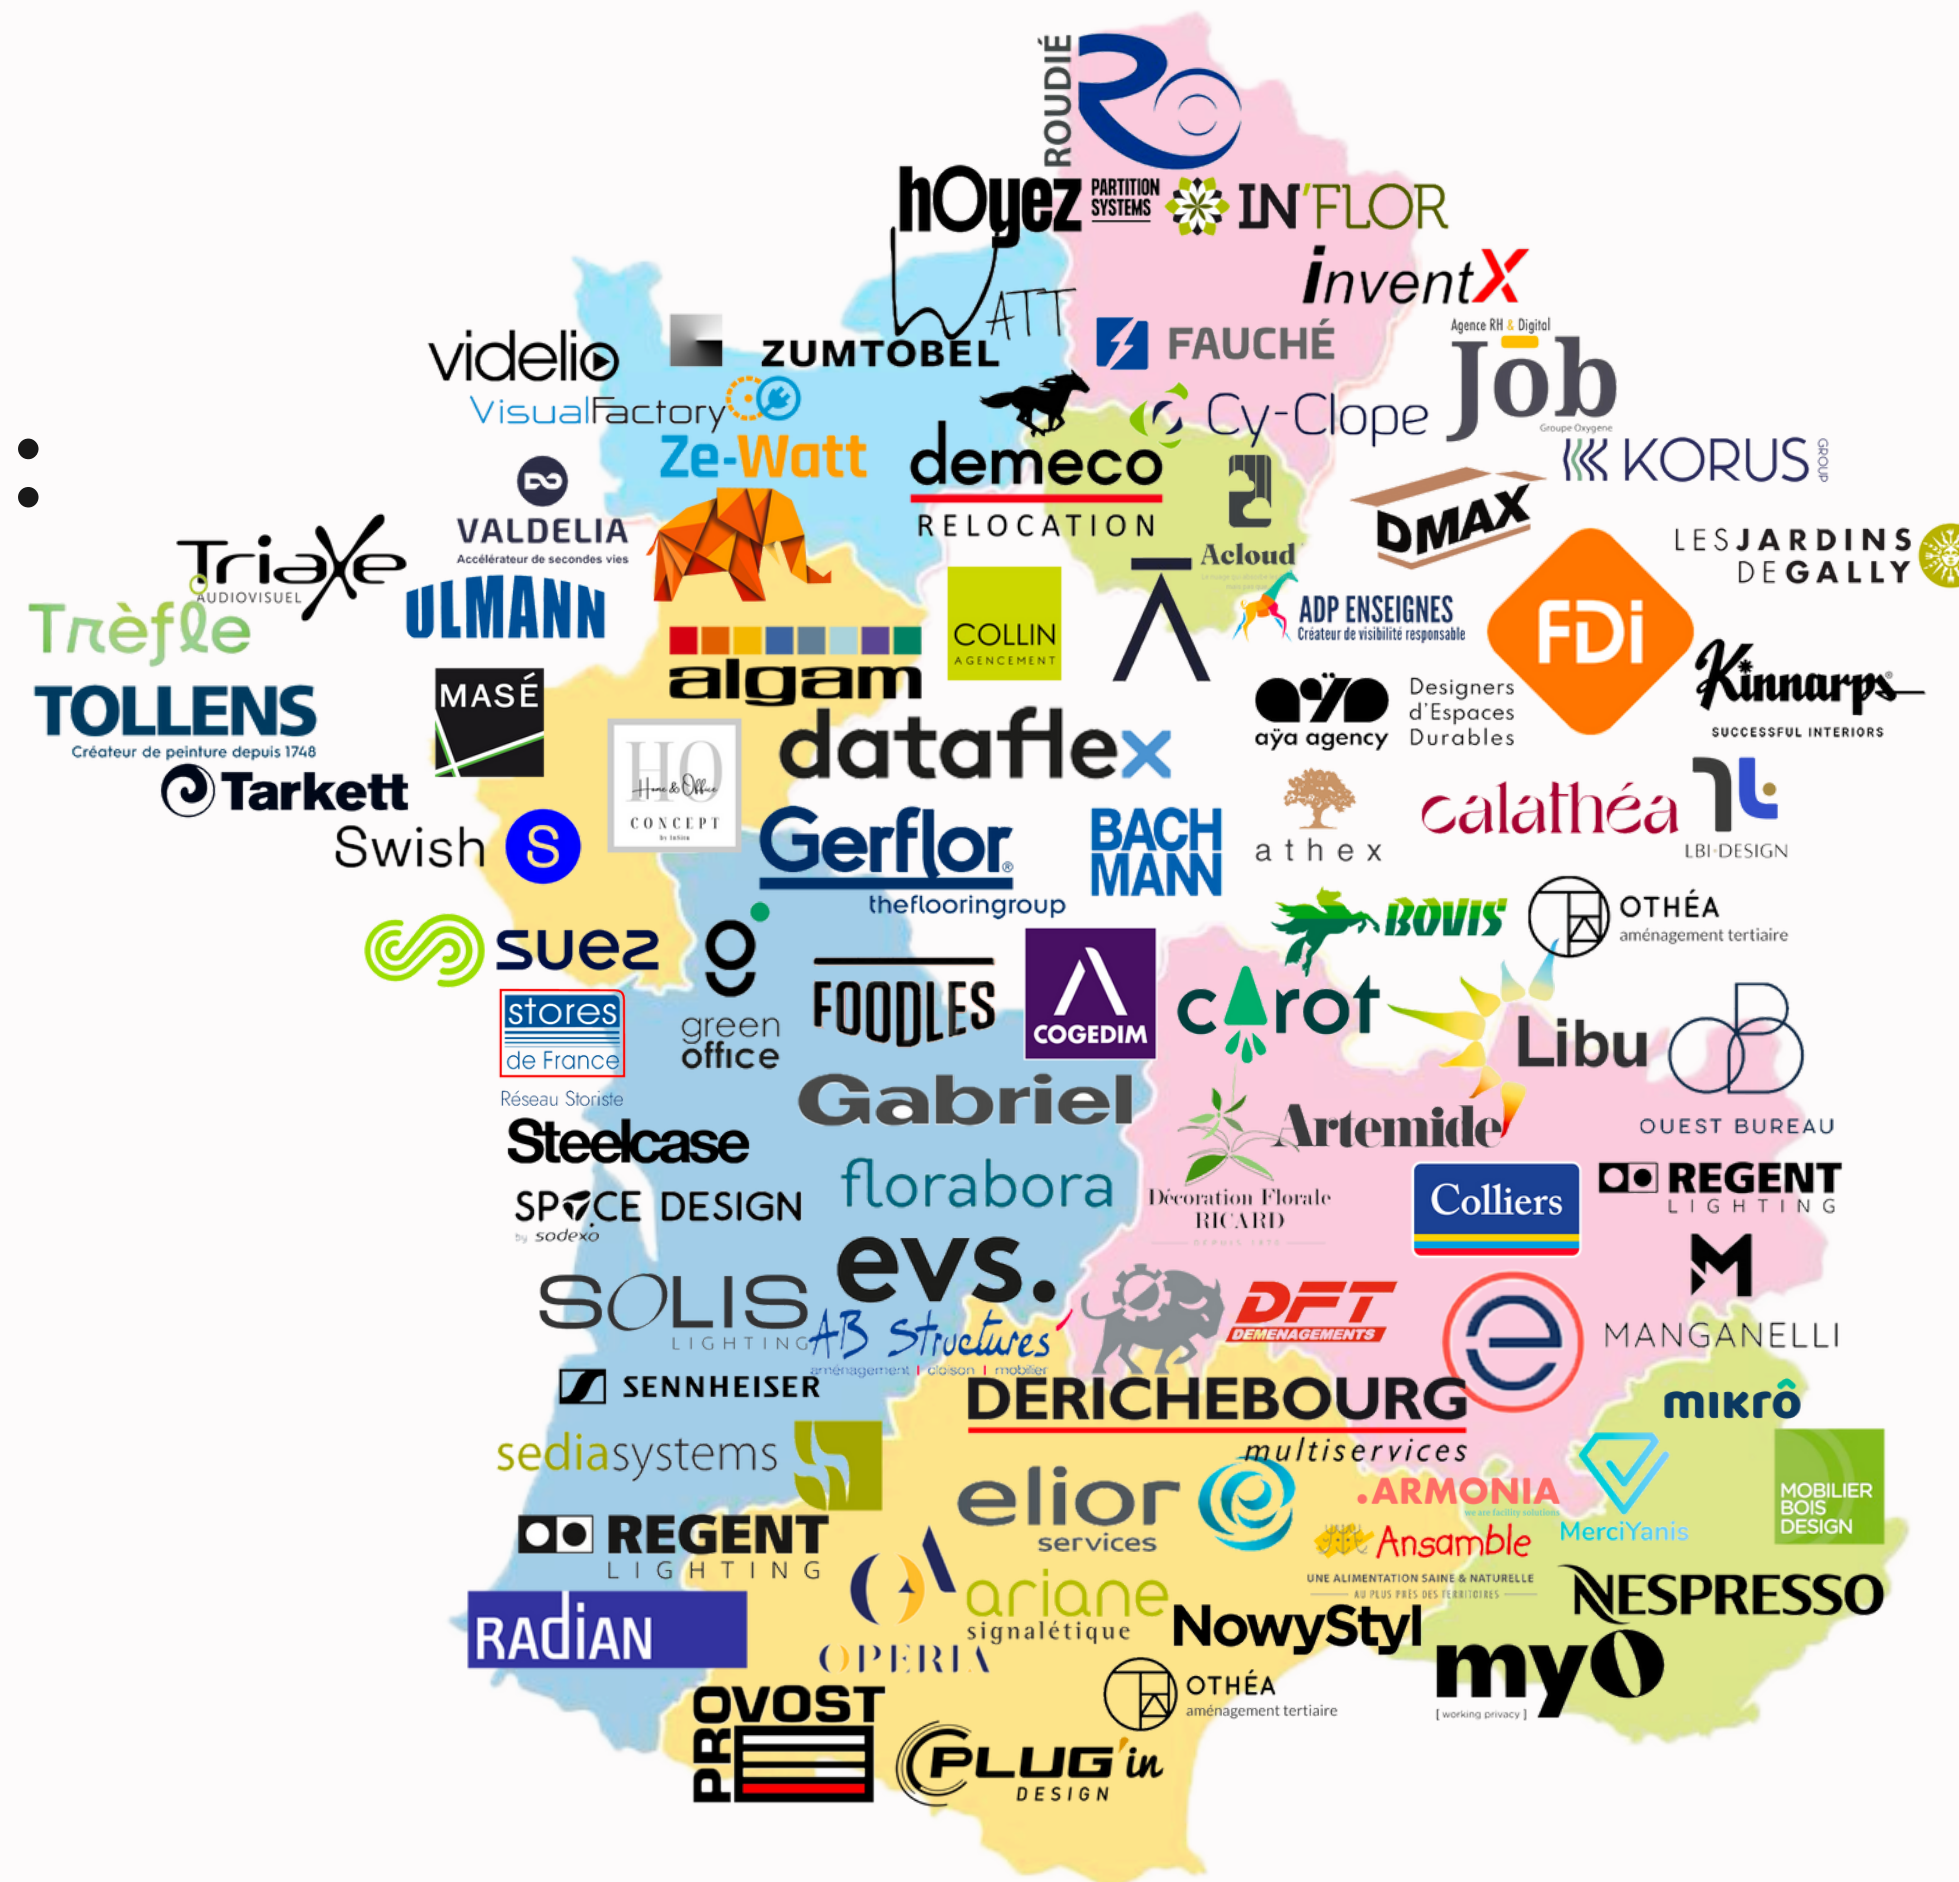 ROUDIÉ
hOyez PARTITION SYSTEMS
IN'FLOR
inventX
WATT
FAUCHÉ
Agence RH & Digital
Job
Groupe Oxygene
videlio
ZUMTOBEL
VisualFactory
Ze-Watt
demeco
RELOCATION
Cy-Clope
KORUS GROUP
VALDELIA
Accélérateur de secondes vies
Acloud
DMAX
LES JARDINS
DE GALLY
TriaXe
AUDIOVISUEL
Trèfle
ULMANN
COLLIN
AGENCEMENT
ADP ENSEIGNES
Créateur de visibilité responsable
FDi
algam
Kinnarps
SUCCESSFUL INTERIORS
TOLLENS
Créateur de peinture depuis 1748
MASÉ
aÿa agency
Designers
d'Espaces
Durables
dataflex
Tarkett
HO
Home & Office
CONCEPT
Swish S
Gerflor®
theflooringroup
BACH
MANN
athex
calathéa
LBI·DESIGN
BOVIS
OTHÉA
aménagement tertiaire
suez
green
office
FOODLES
COGEDIM
carot
Libu
OUEST BUREAU
stores
de France
Réseau Storiste
Gabriel
Artemide
Steelcase
florabora
Décoration Florale
RICARD
Colliers
REGENT
LIGHTING
SPACE DESIGN
by sodexo
evs.
SOLIS
LIGHTING
AB Structures
aménagement | cloison | mobilier
DFT
DEMENAGEMENTS
MANGANELLI
SENNHEISER
DERICHEBOURG
multiservices
mikrô
sediasystems
elior
services
.ARMONIA
we are facility solutions
MerciYanis
MOBILIER
BOIS
DESIGN
Ansamble
UNE ALIMENTATION SAINE & NATURELLE
AU PLUS PRÈS DES TERRITOIRES
REGENT
LIGHTING
ariane
signalétique
NESPRESSO
RADIAN
OPERIA
NowyStyl
myO
[ working privacy ]
OTHÉA
aménagement tertiaire
PROVOST
PLUG'in
DESIGN